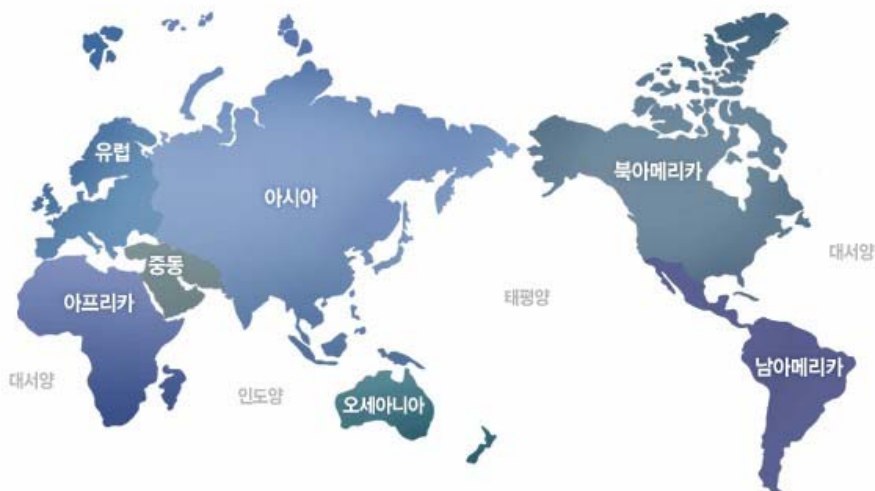 유럽
아시아
북아메리카
중동
대서양
아프리카
태평양
대서양
인도양
오세아니아
남아메리카